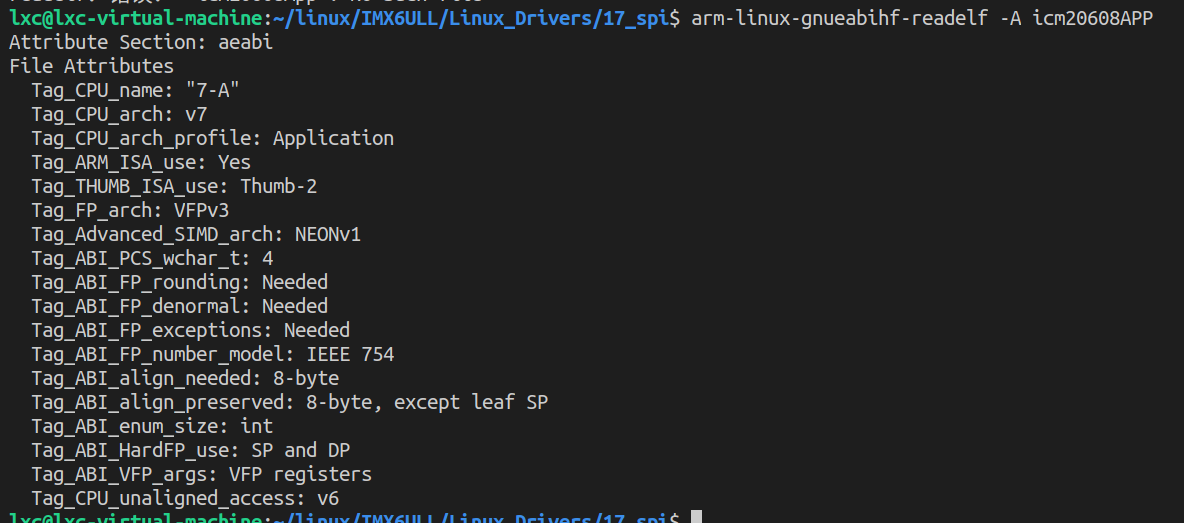 lxc@lxc-virtual-machine:~/linux/IMX6ULL/Linux_Drivers/17_spi$ arm-linux-gnueabihf-readelf -A icm20608APP
Attribute Section: aeabi
File Attributes
  Tag_CPU_name: "7-A"
  Tag_CPU_arch: v7
  Tag_CPU_arch_profile: Application
  Tag_ARM_ISA_use: Yes
  Tag_THUMB_ISA_use: Thumb-2
  Tag_FP_arch: VFPv3
  Tag_Advanced_SIMD_arch: NEONv1
  Tag_ABI_PCS_wchar_t: 4
  Tag_ABI_FP_rounding: Needed
  Tag_ABI_FP_denormal: Needed
  Tag_ABI_FP_exceptions: Needed
  Tag_ABI_FP_number_model: IEEE 754
  Tag_ABI_align_needed: 8-byte
  Tag_ABI_align_preserved: 8-byte, except leaf SP
  Tag_ABI_enum_size: int
  Tag_ABI_HardFP_use: SP and DP
  Tag_ABI_VFP_args: VFP registers
  Tag_CPU_unaligned_access: v6
lxc@lxc-virtual-machine:~/linux/IMX6ULL/Linux_Drivers/17_spi$